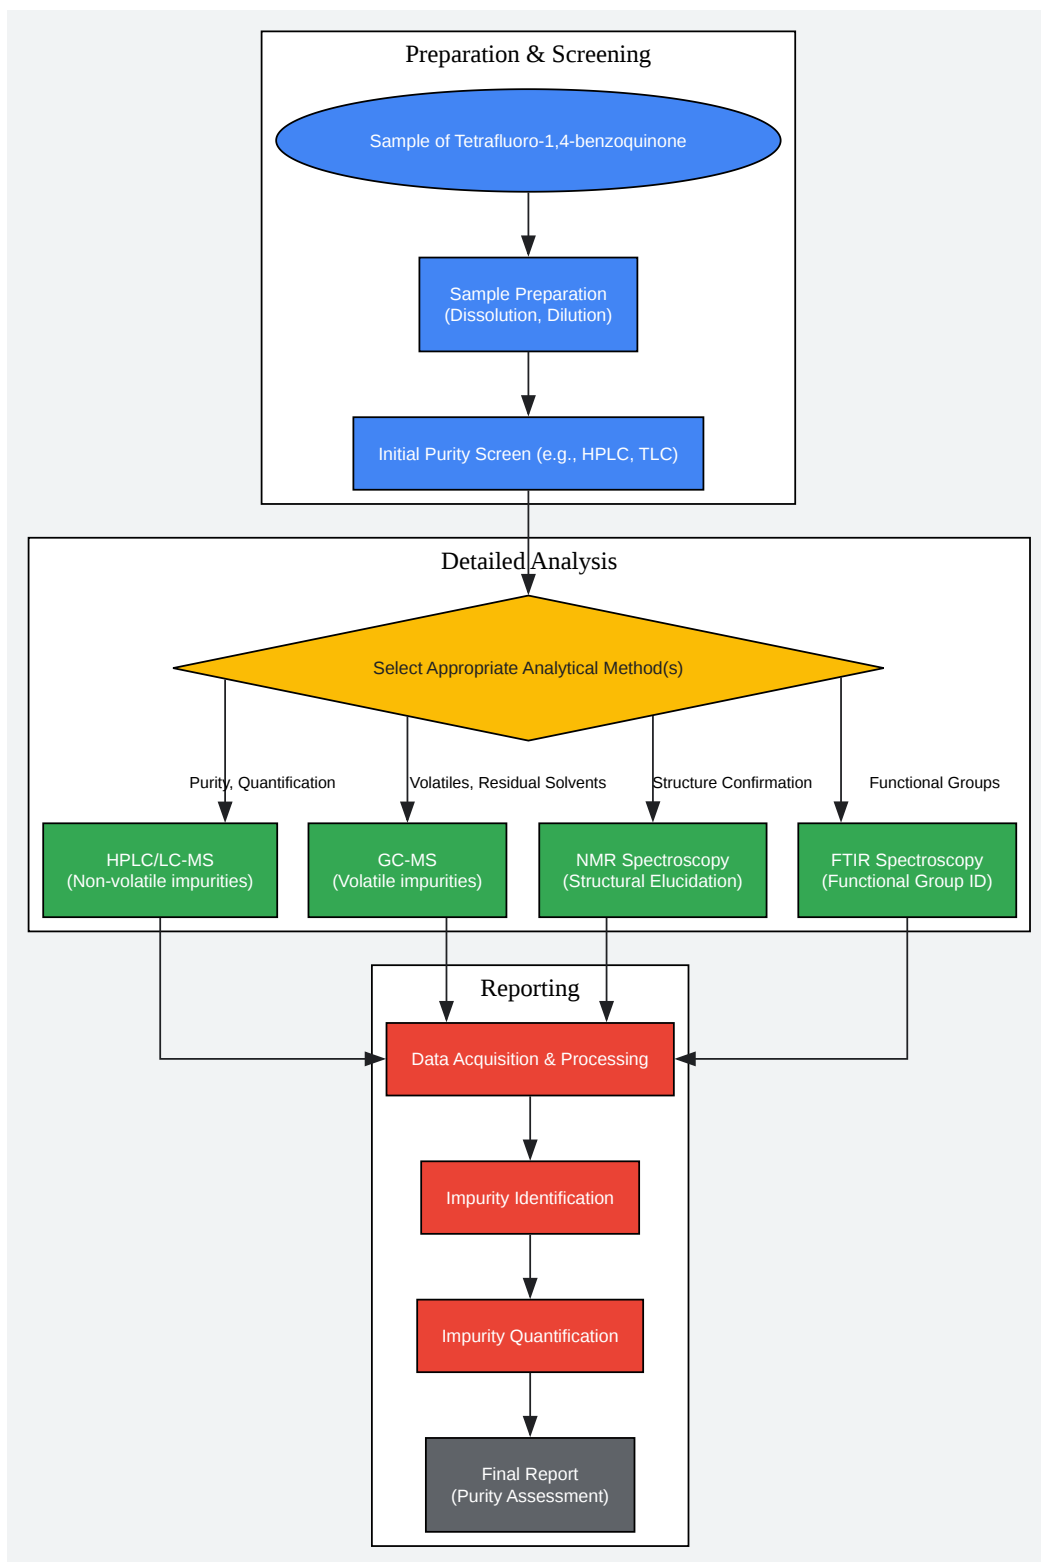 Preparation & Screening
Sample of Tetrafluoro-1,4-benzoquinone
Sample Preparation
(Dissolution, Dilution)
Initial Purity Screen (e.g., HPLC, TLC)
Detailed Analysis
Select Appropriate Analytical Method(s)
Purity, Quantification
Volatiles, Residual Solvents
Structure Confirmation
Functional Groups
HPLC/LC-MS
(Non-volatile impurities)
GC-MS
(Volatile impurities)
NMR Spectroscopy
(Structural Elucidation)
FTIR Spectroscopy
(Functional Group ID)
Reporting
Data Acquisition & Processing
Impurity Identification
Impurity Quantification
Final Report
(Purity Assessment)